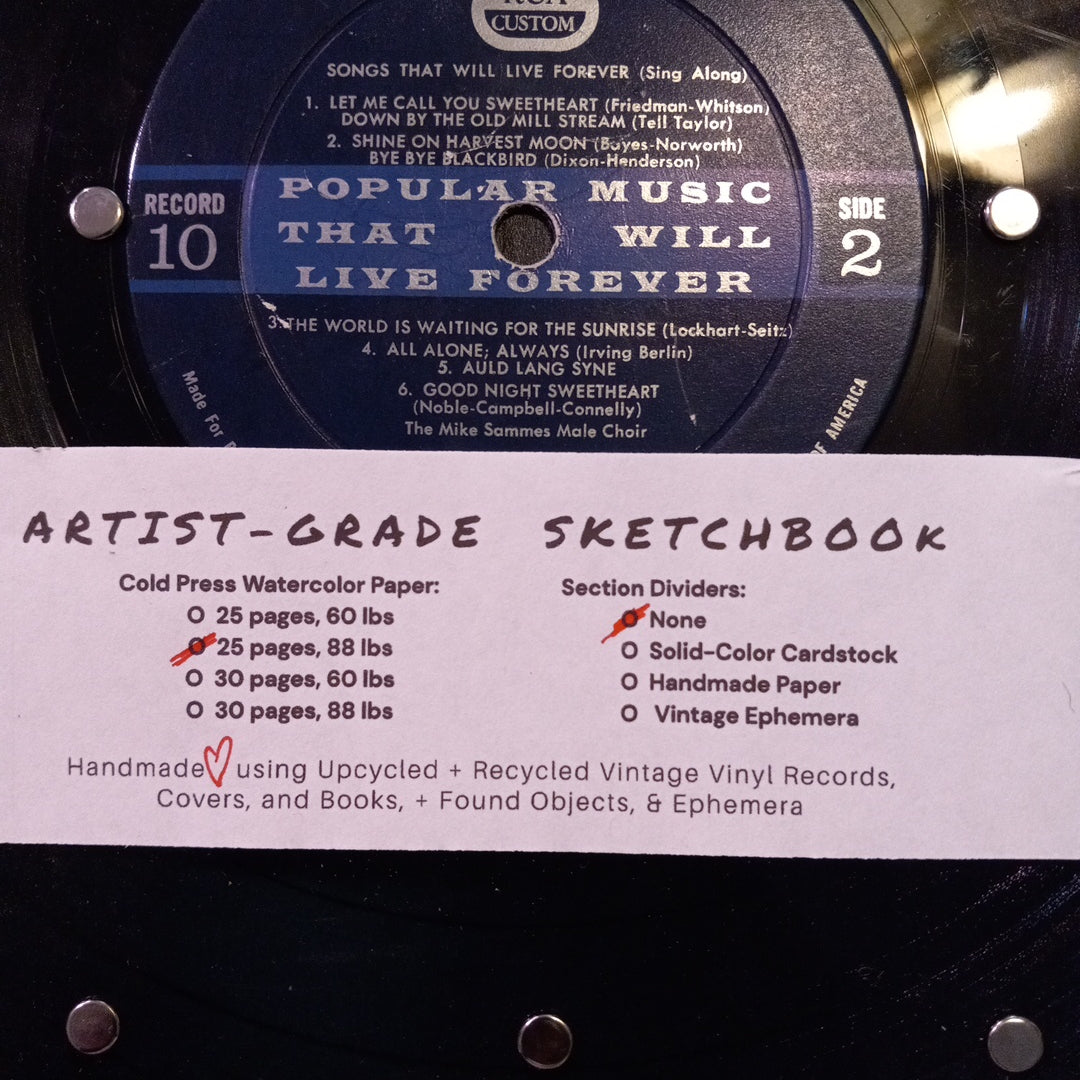 CUSTOM
SONGS THAT WILL LIVE FOREVER (Sing Along)
1. LET ME CALL YOU SWEETHEART (Friedman-Whitson)
DOWN BY THE OLD MILL STREAM (Tell Taylor)
2. SHINE ON HARVEST MOON (Bayes-Norworth)
BYE BYE BLACKBIRD (Dixon-Henderson)
RECORD
10
POPULAR MUSIC
THAT WILL
LIVE FOREVER
SIDE
2
3. THE WORLD IS WAITING FOR THE SUNRISE (Lockhart-Seitz)
4. ALL ALONE; ALWAYS (Irving Berlin)
5. AULD LANG SYNE
6. GOOD NIGHT SWEETHEART
(Noble-Campbell-Connelly)
The Mike Sammes Male Choir
Made For
OF AMERICA
ARTIST-GRADE SKETCHBOOK
Cold Press Watercolor Paper:
O 25 pages, 60 lbs
O 25 pages, 88 lbs
O 30 pages, 60 lbs
O 30 pages, 88 lbs
Section Dividers:
O None
O Solid-Color Cardstock
O Handmade Paper
O Vintage Ephemera
Handmade using Upcycled + Recycled Vintage Vinyl Records,
Covers, and Books, + Found Objects, & Ephemera